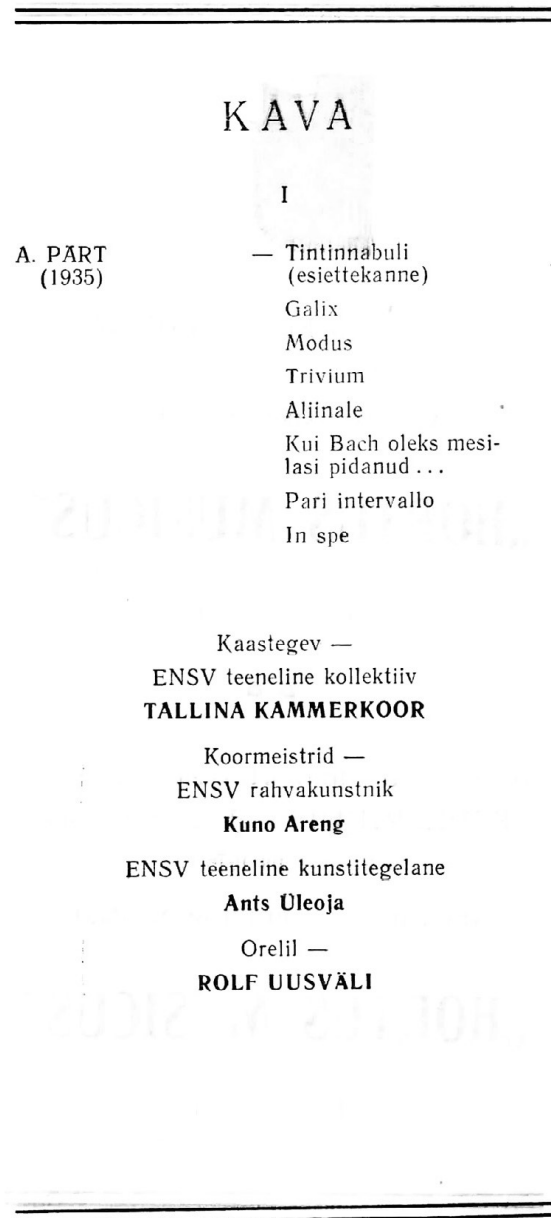 KAVA
I
A. PÄRT — Tintinnabuli
(1935) (esiettekanne)
Galix
Modus
Trivium
Aliinale
Kui Bach oleks mesi-
lasi pidanud ...
Pari intervallo
In spe
Kaastegev —
ENSV teeneline kollektiiv
TALLINA KAMMERKOOR
Koormeistrid —
ENSV rahvakunstnik
Kuno Areng
ENSV teeneline kunstitegelane
Ants Üleoja
Orelil —
ROLF UUSVÄLI